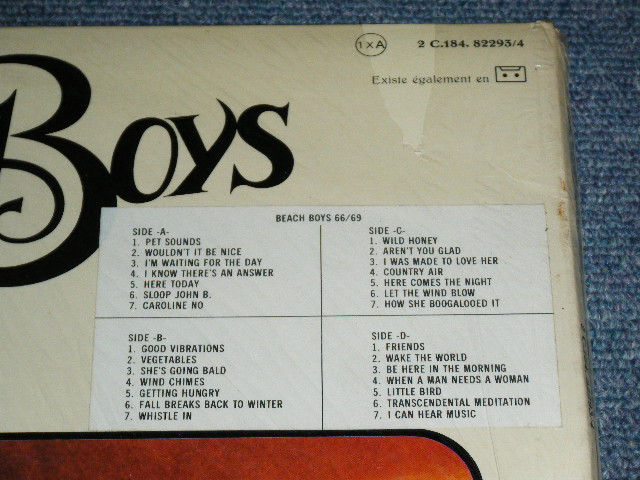 1 X A
2 C.184. 82293/4
Existe également en
Boys
BEACH BOYS 66/69
SIDE -A-
1. PET SOUNDS
2. WOULDN'T IT BE NICE
3. I'M WAITING FOR THE DAY
4. I KNOW THERE'S AN ANSWER
5. HERE TODAY
6. SLOOP JOHN B.
7. CAROLINE NO
SIDE -C-
1. WILD HONEY
2. AREN'T YOU GLAD
3. I WAS MADE TO LOVE HER
4. COUNTRY AIR
5. HERE COMES THE NIGHT
6. LET THE WIND BLOW
7. HOW SHE BOOGALOOED IT
SIDE -B-
1. GOOD VIBRATIONS
2. VEGETABLES
3. SHE'S GOING BALD
4. WIND CHIMES
5. GETTING HUNGRY
6. FALL BREAKS BACK TO WINTER
7. WHISTLE IN
SIDE -D-
1. FRIENDS
2. WAKE THE WORLD
3. BE HERE IN THE MORNING
4. WHEN A MAN NEEDS A WOMAN
5. LITTLE BIRD
6. TRANSCENDENTAL MEDITATION
7. I CAN HEAR MUSIC